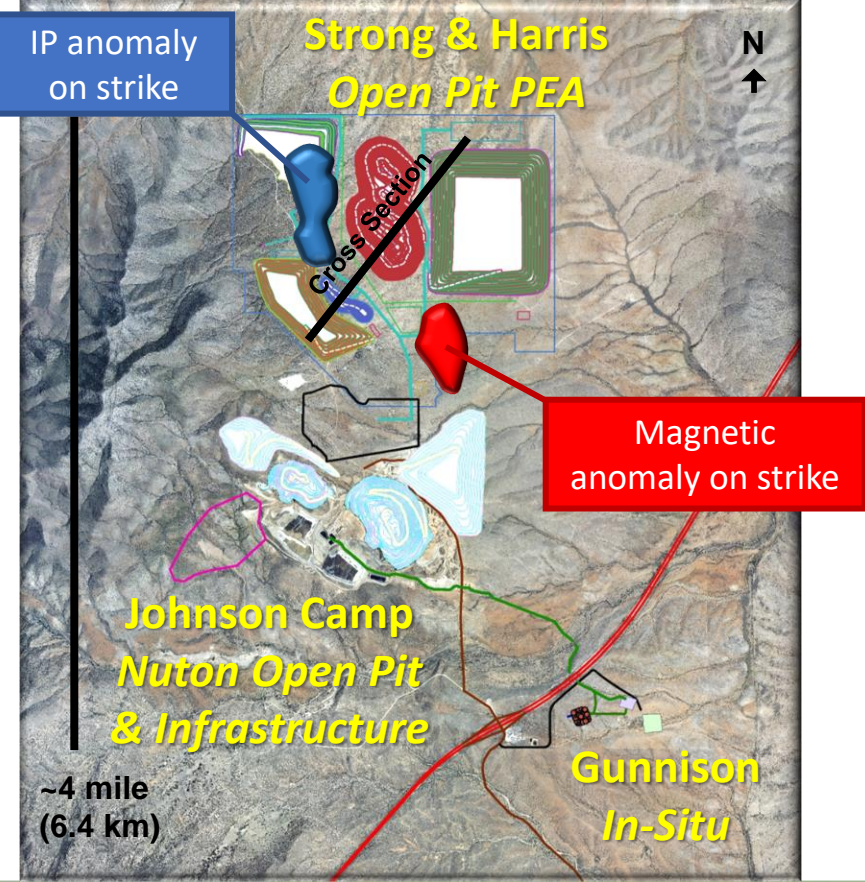 IP anomaly
on strike
Strong & Harris
Open Pit PEA
N
Cross Section
Magnetic
anomaly on strike
Johnson Camp
Nuton Open Pit
& Infrastructure
Gunnison
In-Situ
~4 mile
(6.4 km)